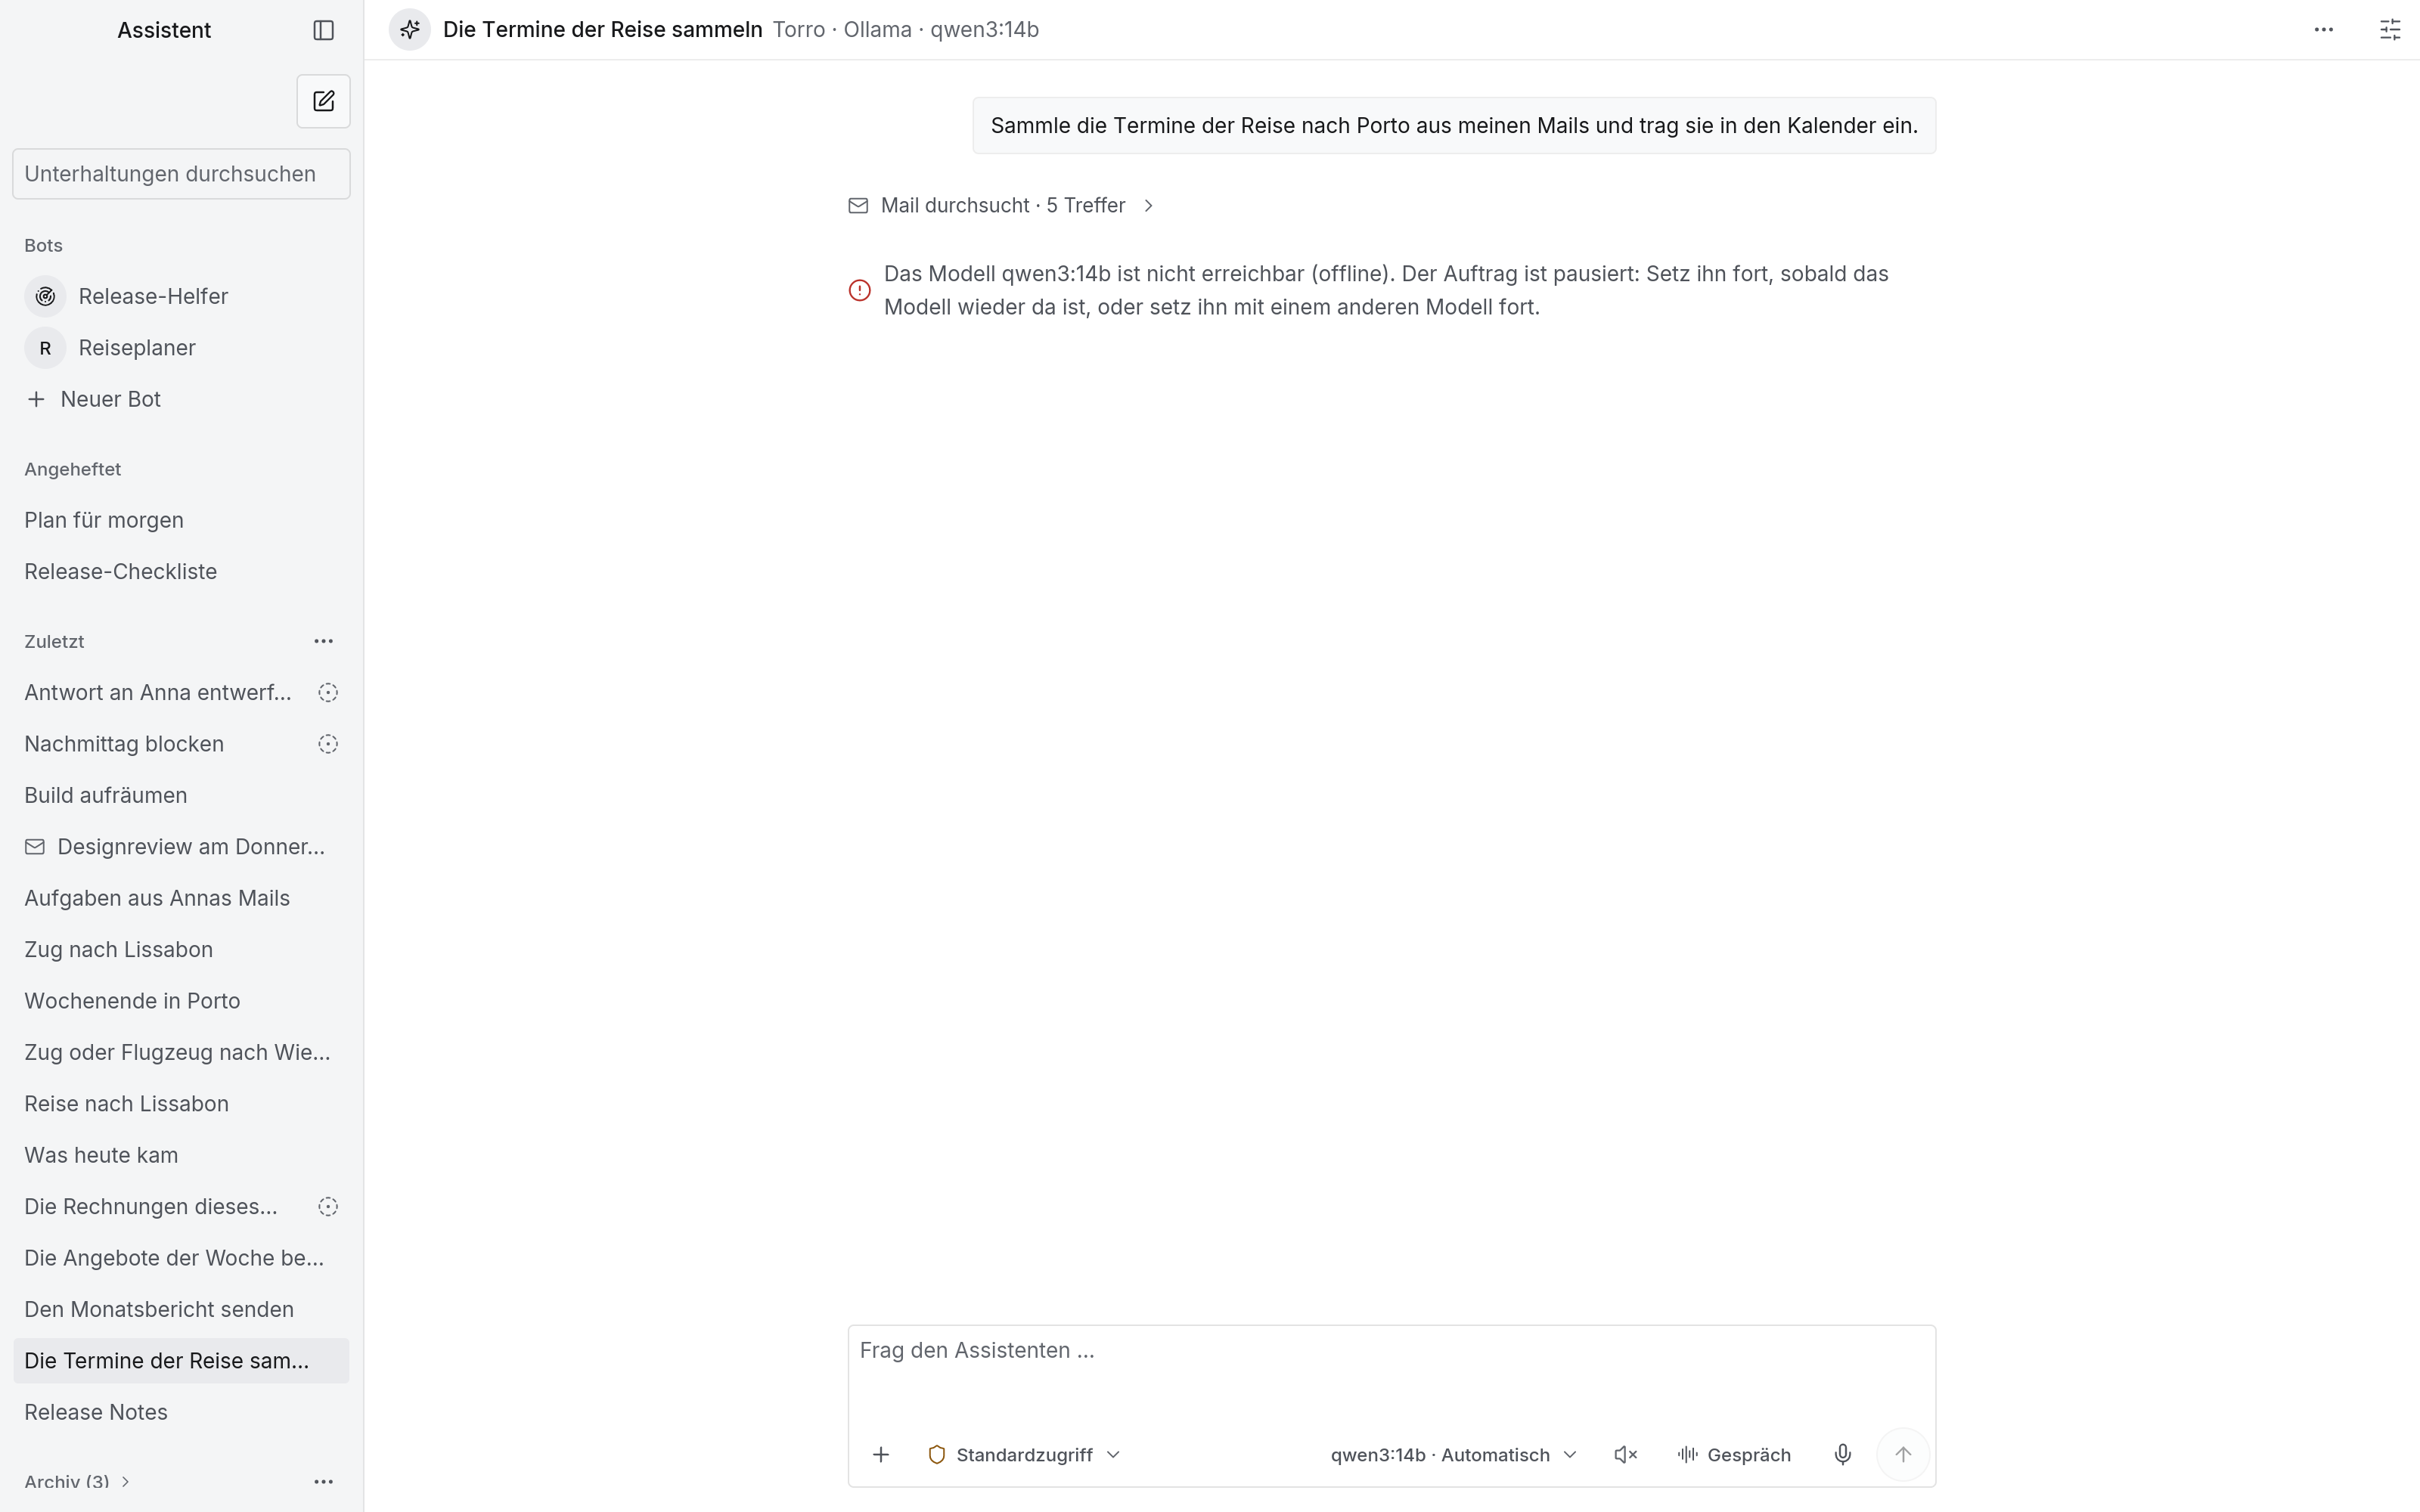 Assistent
Unterhaltungen durchsuchen
Bots
Release-Helfer
R Reiseplaner
Neuer Bot
Angeheftet
Plan für morgen
Release-Checkliste
Zuletzt
Antwort an Anna entwerf...
Nachmittag blocken
Build aufräumen
Designreview am Donner...
Aufgaben aus Annas Mails
Zug nach Lissabon
Wochenende in Porto
Zug oder Flugzeug nach Wie...
Reise nach Lissabon
Was heute kam
Die Rechnungen dieses...
Die Angebote der Woche be...
Den Monatsbericht senden
Die Termine der Reise sam...
Release Notes
Archiv (3)
Die Termine der Reise sammeln Torro · Ollama · qwen3:14b
Sammle die Termine der Reise nach Porto aus meinen Mails und trag sie in den Kalender ein.
Mail durchsucht · 5 Treffer
Das Modell qwen3:14b ist nicht erreichbar (offline). Der Auftrag ist pausiert: Setz ihn fort, sobald das
Modell wieder da ist, oder setz ihn mit einem anderen Modell fort.
Frag den Assistenten ...
Standardzugriff qwen3:14b · Automatisch Gespräch